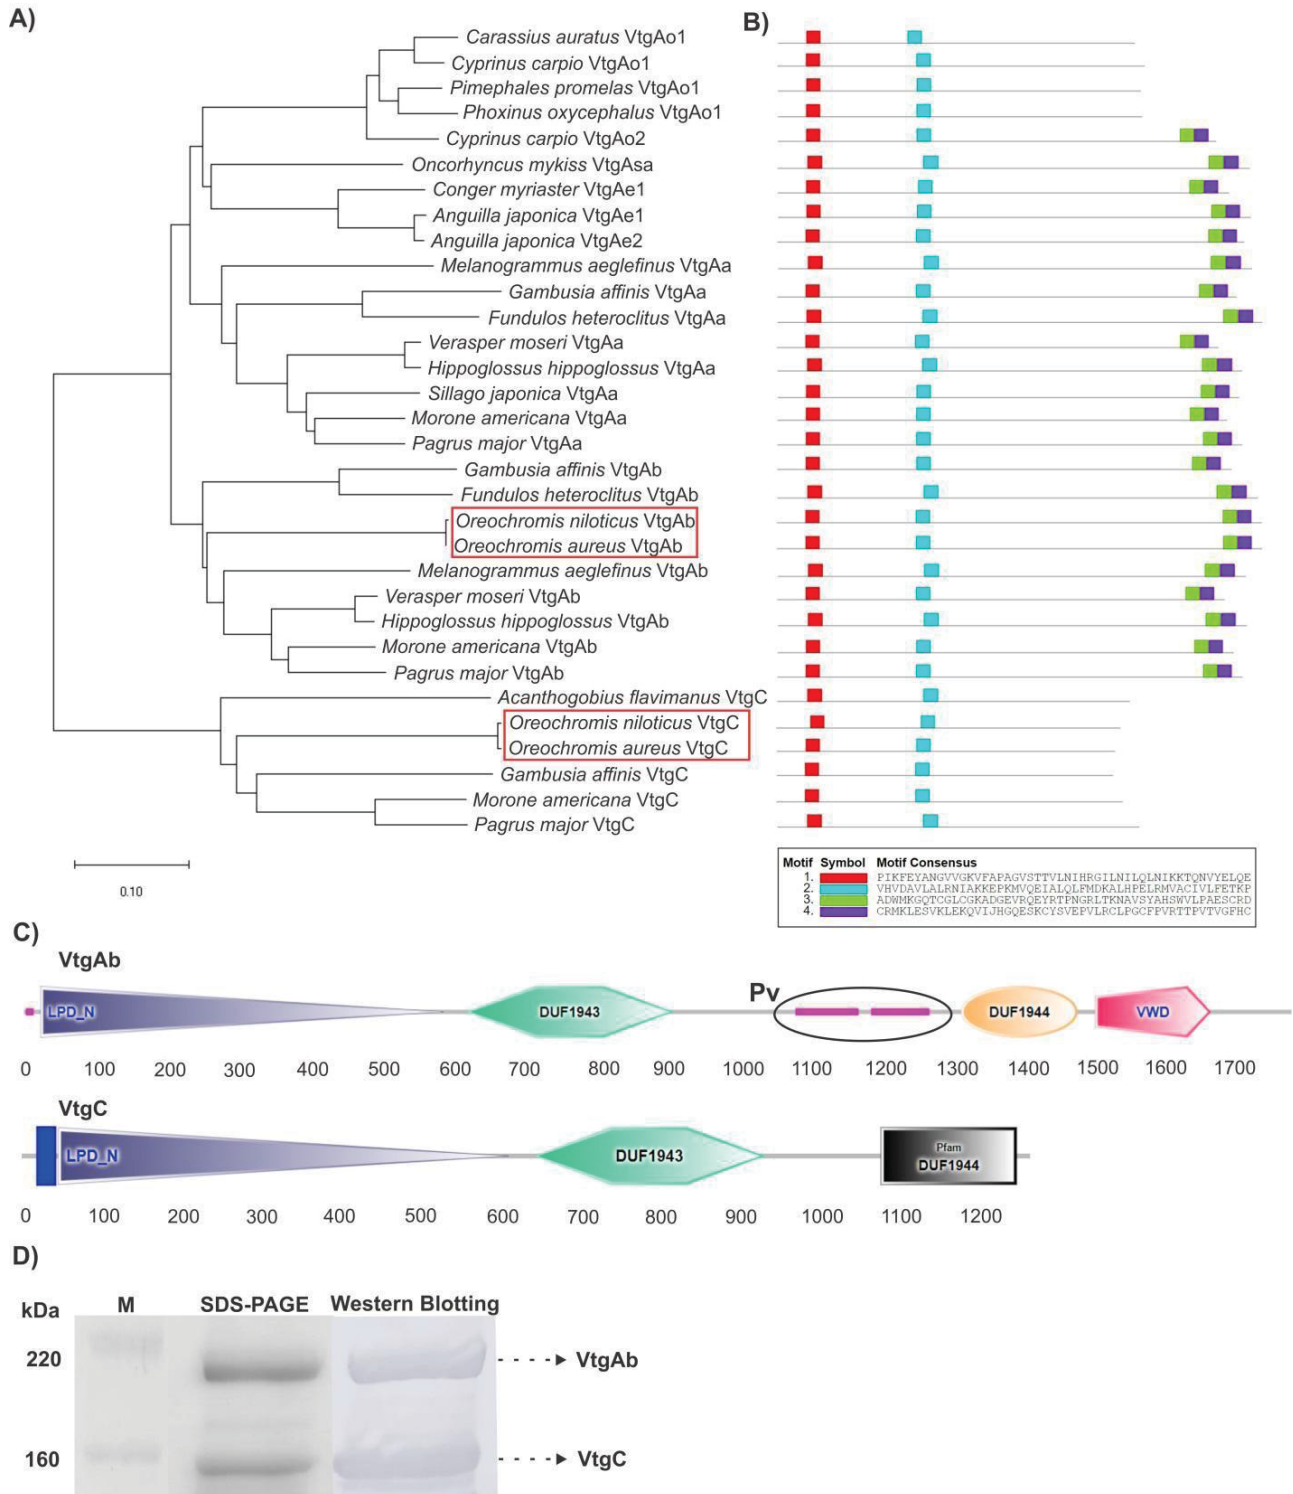 A)
B)
Carassius auratus VtgAo1
Cyprinus carpio VtgAo1
Pimephales promelas VtgAo1
Phoxinus oxycephalus VtgAo1
Cyprinus carpio VtgAo2
Oncorhyncus mykiss VtgAsa
Conger myriaster VtgAe1
Anguilla japonica VtgAe1
Anguilla japonica VtgAe2
Melanogrammus aeglefinus VtgAa
Gambusia affinis VtgAa
Fundulos heteroclitus VtgAa
Verasper moseri VtgAa
Hippoglossus hippoglossus VtgAa
Sillago japonica VtgAa
Morone americana VtgAa
Pagrus major VtgAa
Gambusia affinis VtgAb
Fundulos heteroclitus VtgAb
Oreochromis niloticus VtgAb
Oreochromis aureus VtgAb
Melanogrammus aeglefinus VtgAb
Verasper moseri VtgAb
Hippoglossus hippoglossus VtgAb
Morone americana VtgAb
Pagrus major VtgAb
Acanthogobius flavimanus VtgC
Oreochromis niloticus VtgC
Oreochromis aureus VtgC
Gambusia affinis VtgC
Morone americana VtgC
Pagrus major VtgC
0.10
Motif Symbol Motif Consensus
1. PIKFEYANGVVGKVFAPAGVSTTVLNIHRGILNILQLNIKKTQNVYELQE
2. VHVDAVLALRNIAKKEPKMVQEIALQLFMDKALHPELRMVACIVLFETKP
3. ADWMKGQTCGLCGKADGEVRQEYRTPNGRLTKNAVSYAHSWVLPAESCRD
4. CRMKLESVKLEKQVIJHGQESKCYSVEPVLRCLPGCFPVRTTPVTVGFHC
C)
VtgAb
LPD_N DUF1943 Pv DUF1944 VWD
0 100 200 300 400 500 600 700 800 900 1000 1100 1200 1300 1400 1500 1600 1700
VtgC
LPD_N DUF1943 Pfam DUF1944
0 100 200 300 400 500 600 700 800 900 1000 1100 1200
D)
kDa M SDS-PAGE Western Blotting
220 VtgAb
160 VtgC